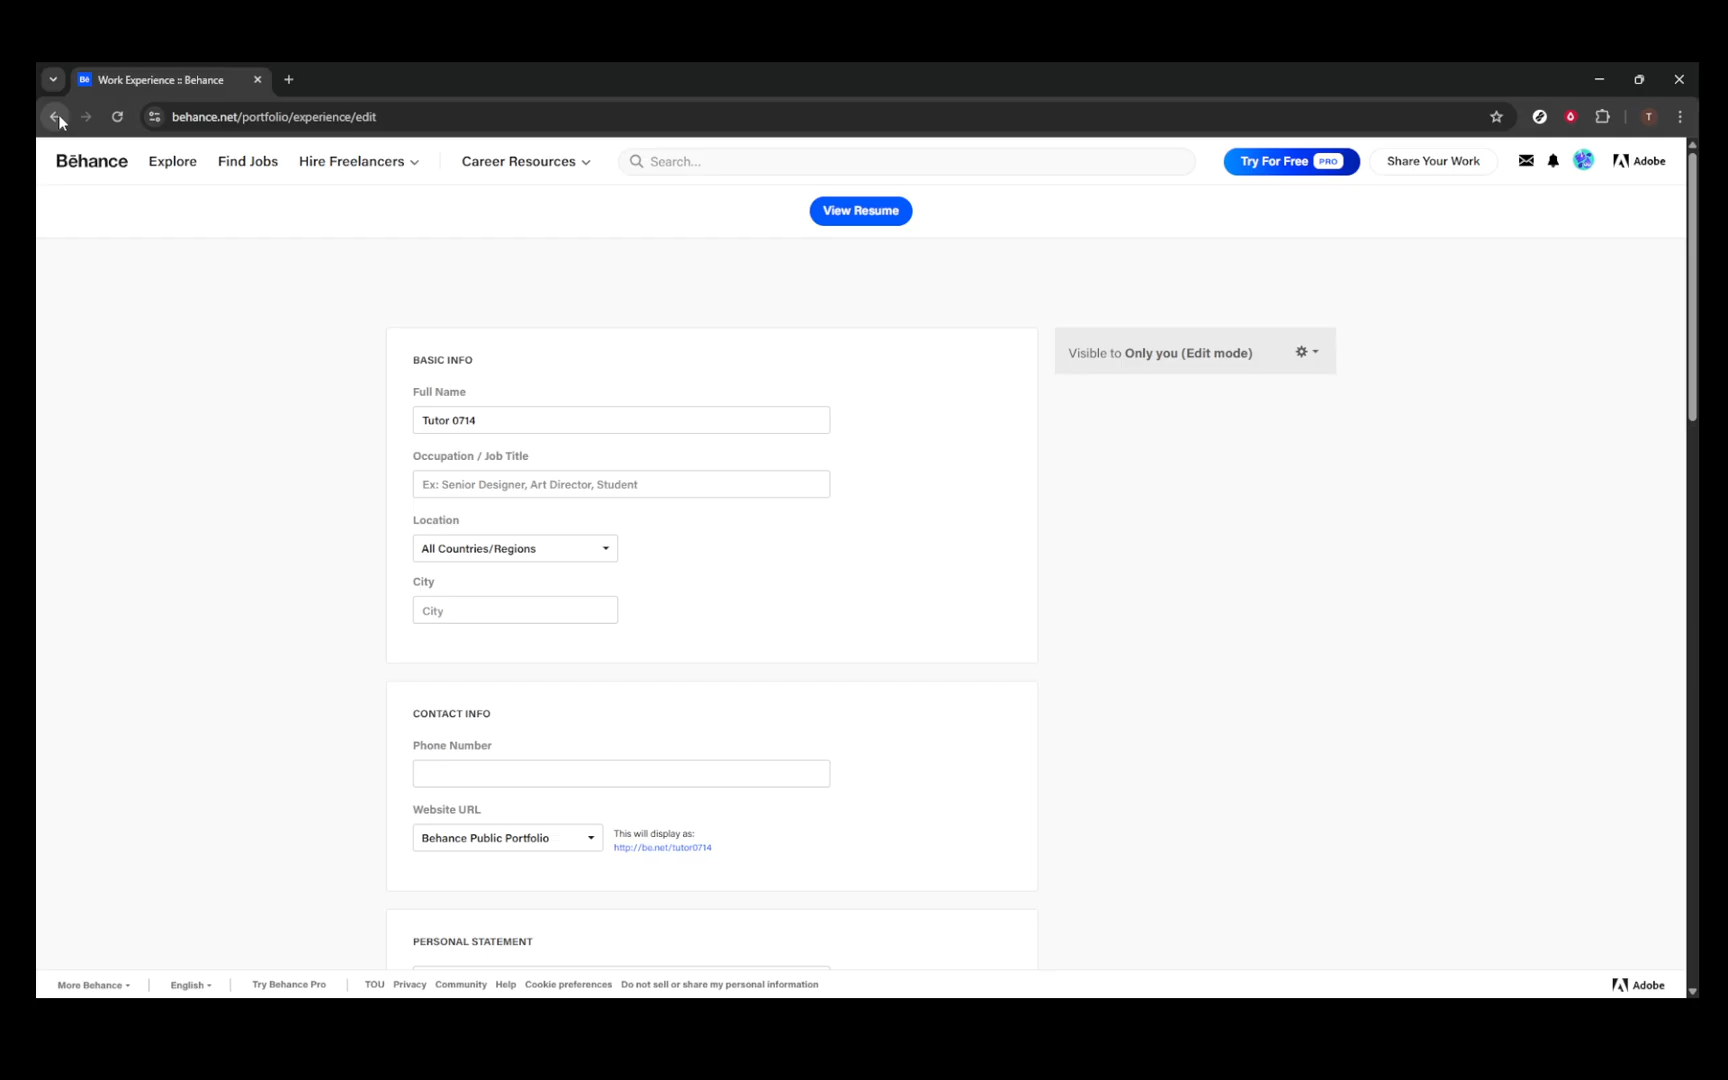 Bē Work Experience :: Behance
behance.net/portfolio/experience/edit
T
Bēhance Explore Find Jobs Hire Freelancers Career Resources Search... Try For Free PRO Share Your Work Adobe
View Resume
BASIC INFO
Visible to Only you (Edit mode)
Full Name
Tutor 0714
Occupation / Job Title
Ex: Senior Designer, Art Director, Student
Location
All Countries/Regions
City
City
CONTACT INFO
Phone Number
Website URL
Behance Public Portfolio
This will display as:
http://be.net/tutor0714
PERSONAL STATEMENT
More Behance English Try Behance Pro TOU Privacy Community Help Cookie preferences Do not sell or share my personal information Adobe